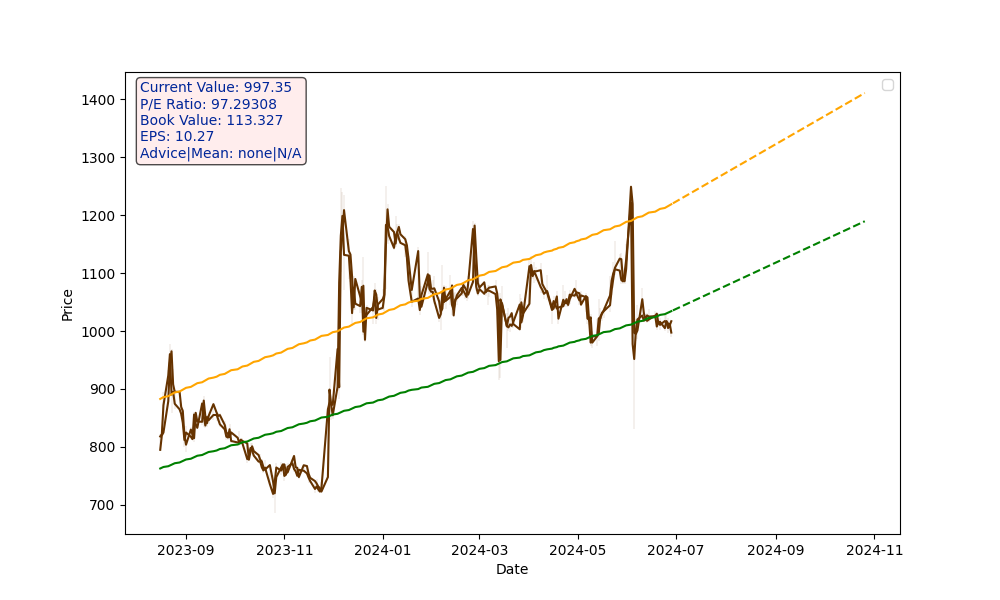 Current Value: 997.35
P/E Ratio: 97.29308
Book Value: 113.327
EPS: 10.27
Advice|Mean: none|N/A
1400
1300
1200
1100
1000
900
800
700
Price
2023-09 2023-11 2024-01 2024-03 2024-05 2024-07 2024-09 2024-11
Date